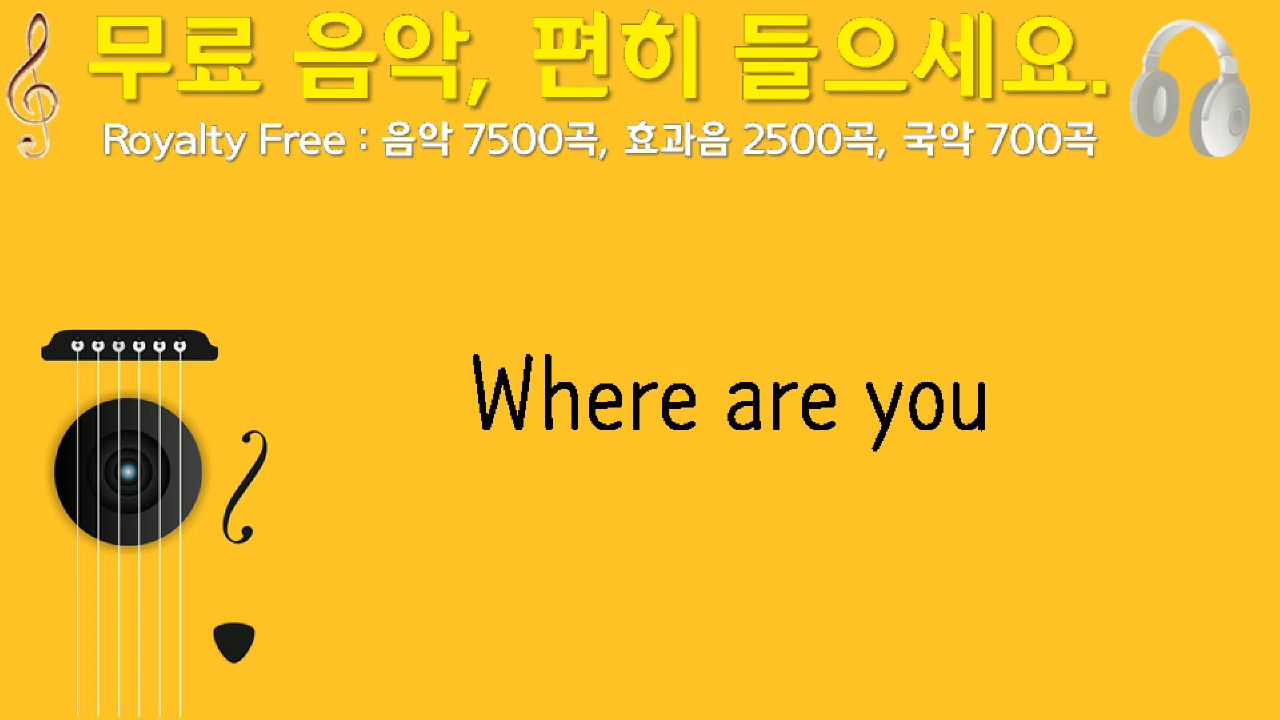 무료 음악, 편히 들으세요.
Royalty Free : 음악 7500곡, 효과음 2500곡, 국악 700곡
Where are you